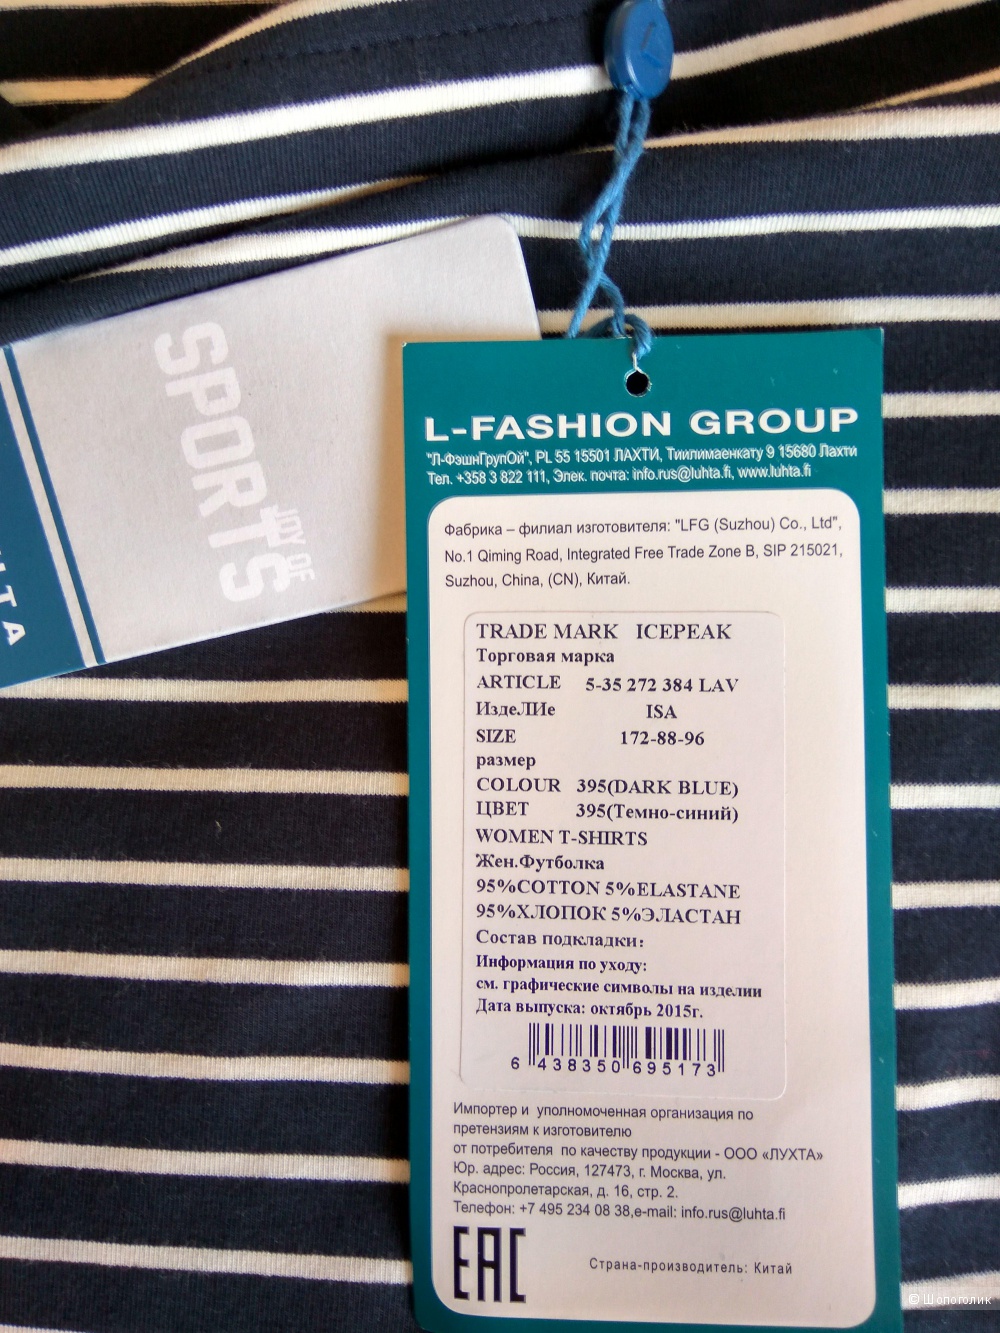 SPORTS
JOY OF
L-FASHION GROUP
"Л-ФэшнГрупОй", PL 55 15501 ЛАХТИ, Тиилимаенкату 9 15680 Лахти
Тел. +358 3 822 111, Элек. почта: info.rus@luhta.fi, www.luhta.fi
Фабрика – филиал изготовителя: "LFG (Suzhou) Co., Ltd",
No.1 Qiming Road, Integrated Free Trade Zone B, SIP 215021,
Suzhou, China, (CN), Китай.
TRADE MARK ICEPEAK
Торговая марка
ARTICLE 5-35 272 384 LAV
ИздеЛИе ISA
SIZE 172-88-96
размер
COLOUR 395(DARK BLUE)
ЦВЕТ 395(Темно-синий)
WOMEN T-SHIRTS
Жен.Футболка
95%COTTON 5%ELASTANE
95%ХЛОПОК 5%ЭЛАСТАН
Состав подкладки:
Информация по уходу:
см. графические символы на изделии
Дата выпуска: октябрь 2015г.
6 438350 695173
Импортер и уполномоченная организация по
претензиям к изготовителю
от потребителя по качеству продукции - ООО «ЛУХТА»
Юр. адрес: Россия, 127473, г. Москва, ул.
Краснопролетарская, д. 16, стр. 2.
Телефон: +7 495 234 08 38,e-mail: info.rus@luhta.fi
EAC
Страна-производитель: Китай
© Шопоголик